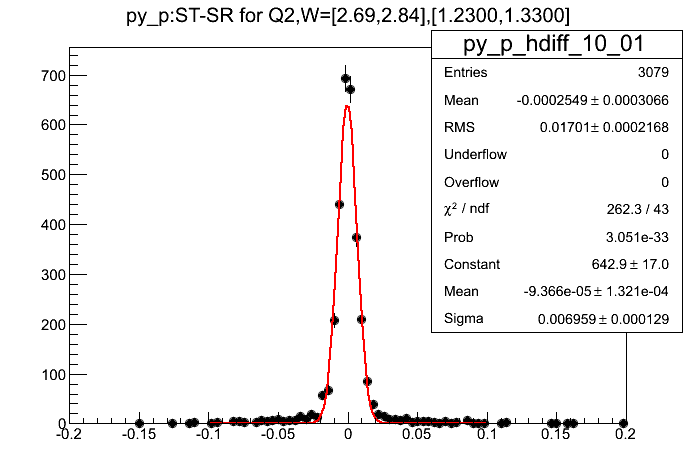 py_p:ST-SR for Q2,W=[2.69,2.84],[1.2300,1.3300]
py_p_hdiff_10_01
Entries 3079
Mean -0.0002549 ± 0.0003066
RMS 0.01701 ± 0.0002168
Underflow 0
Overflow 0
χ² / ndf 262.3 / 43
Prob 3.051e-33
Constant 642.9 ± 17.0
Mean -9.366e-05 ± 1.321e-04
Sigma 0.006959 ± 0.000129
700
600
500
400
300
200
100
0
-0.2 -0.15 -0.1 -0.05 0 0.05 0.1 0.15 0.2